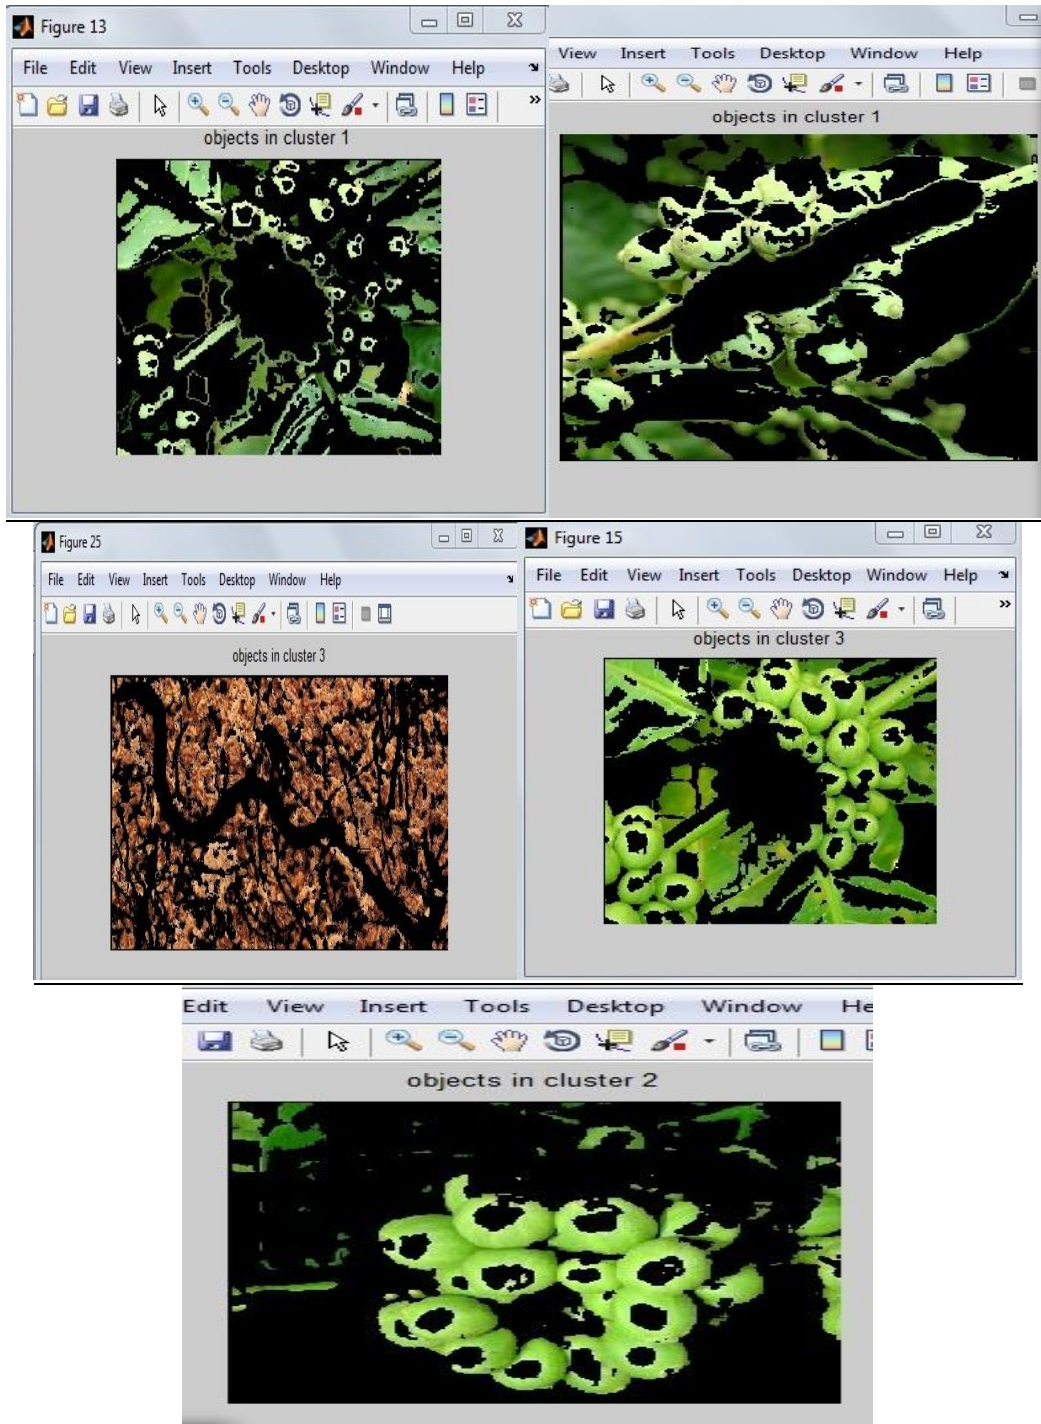 Figure 13
File Edit View Insert Tools Desktop Window Help
objects in cluster 1
View Insert Tools Desktop Window Help
objects in cluster 1
Figure 25
File Edit View Insert Tools Desktop Window Help
objects in cluster 3
Figure 15
File Edit View Insert Tools Desktop Window Help
objects in cluster 3
Edit View Insert Tools Desktop Window He
objects in cluster 2